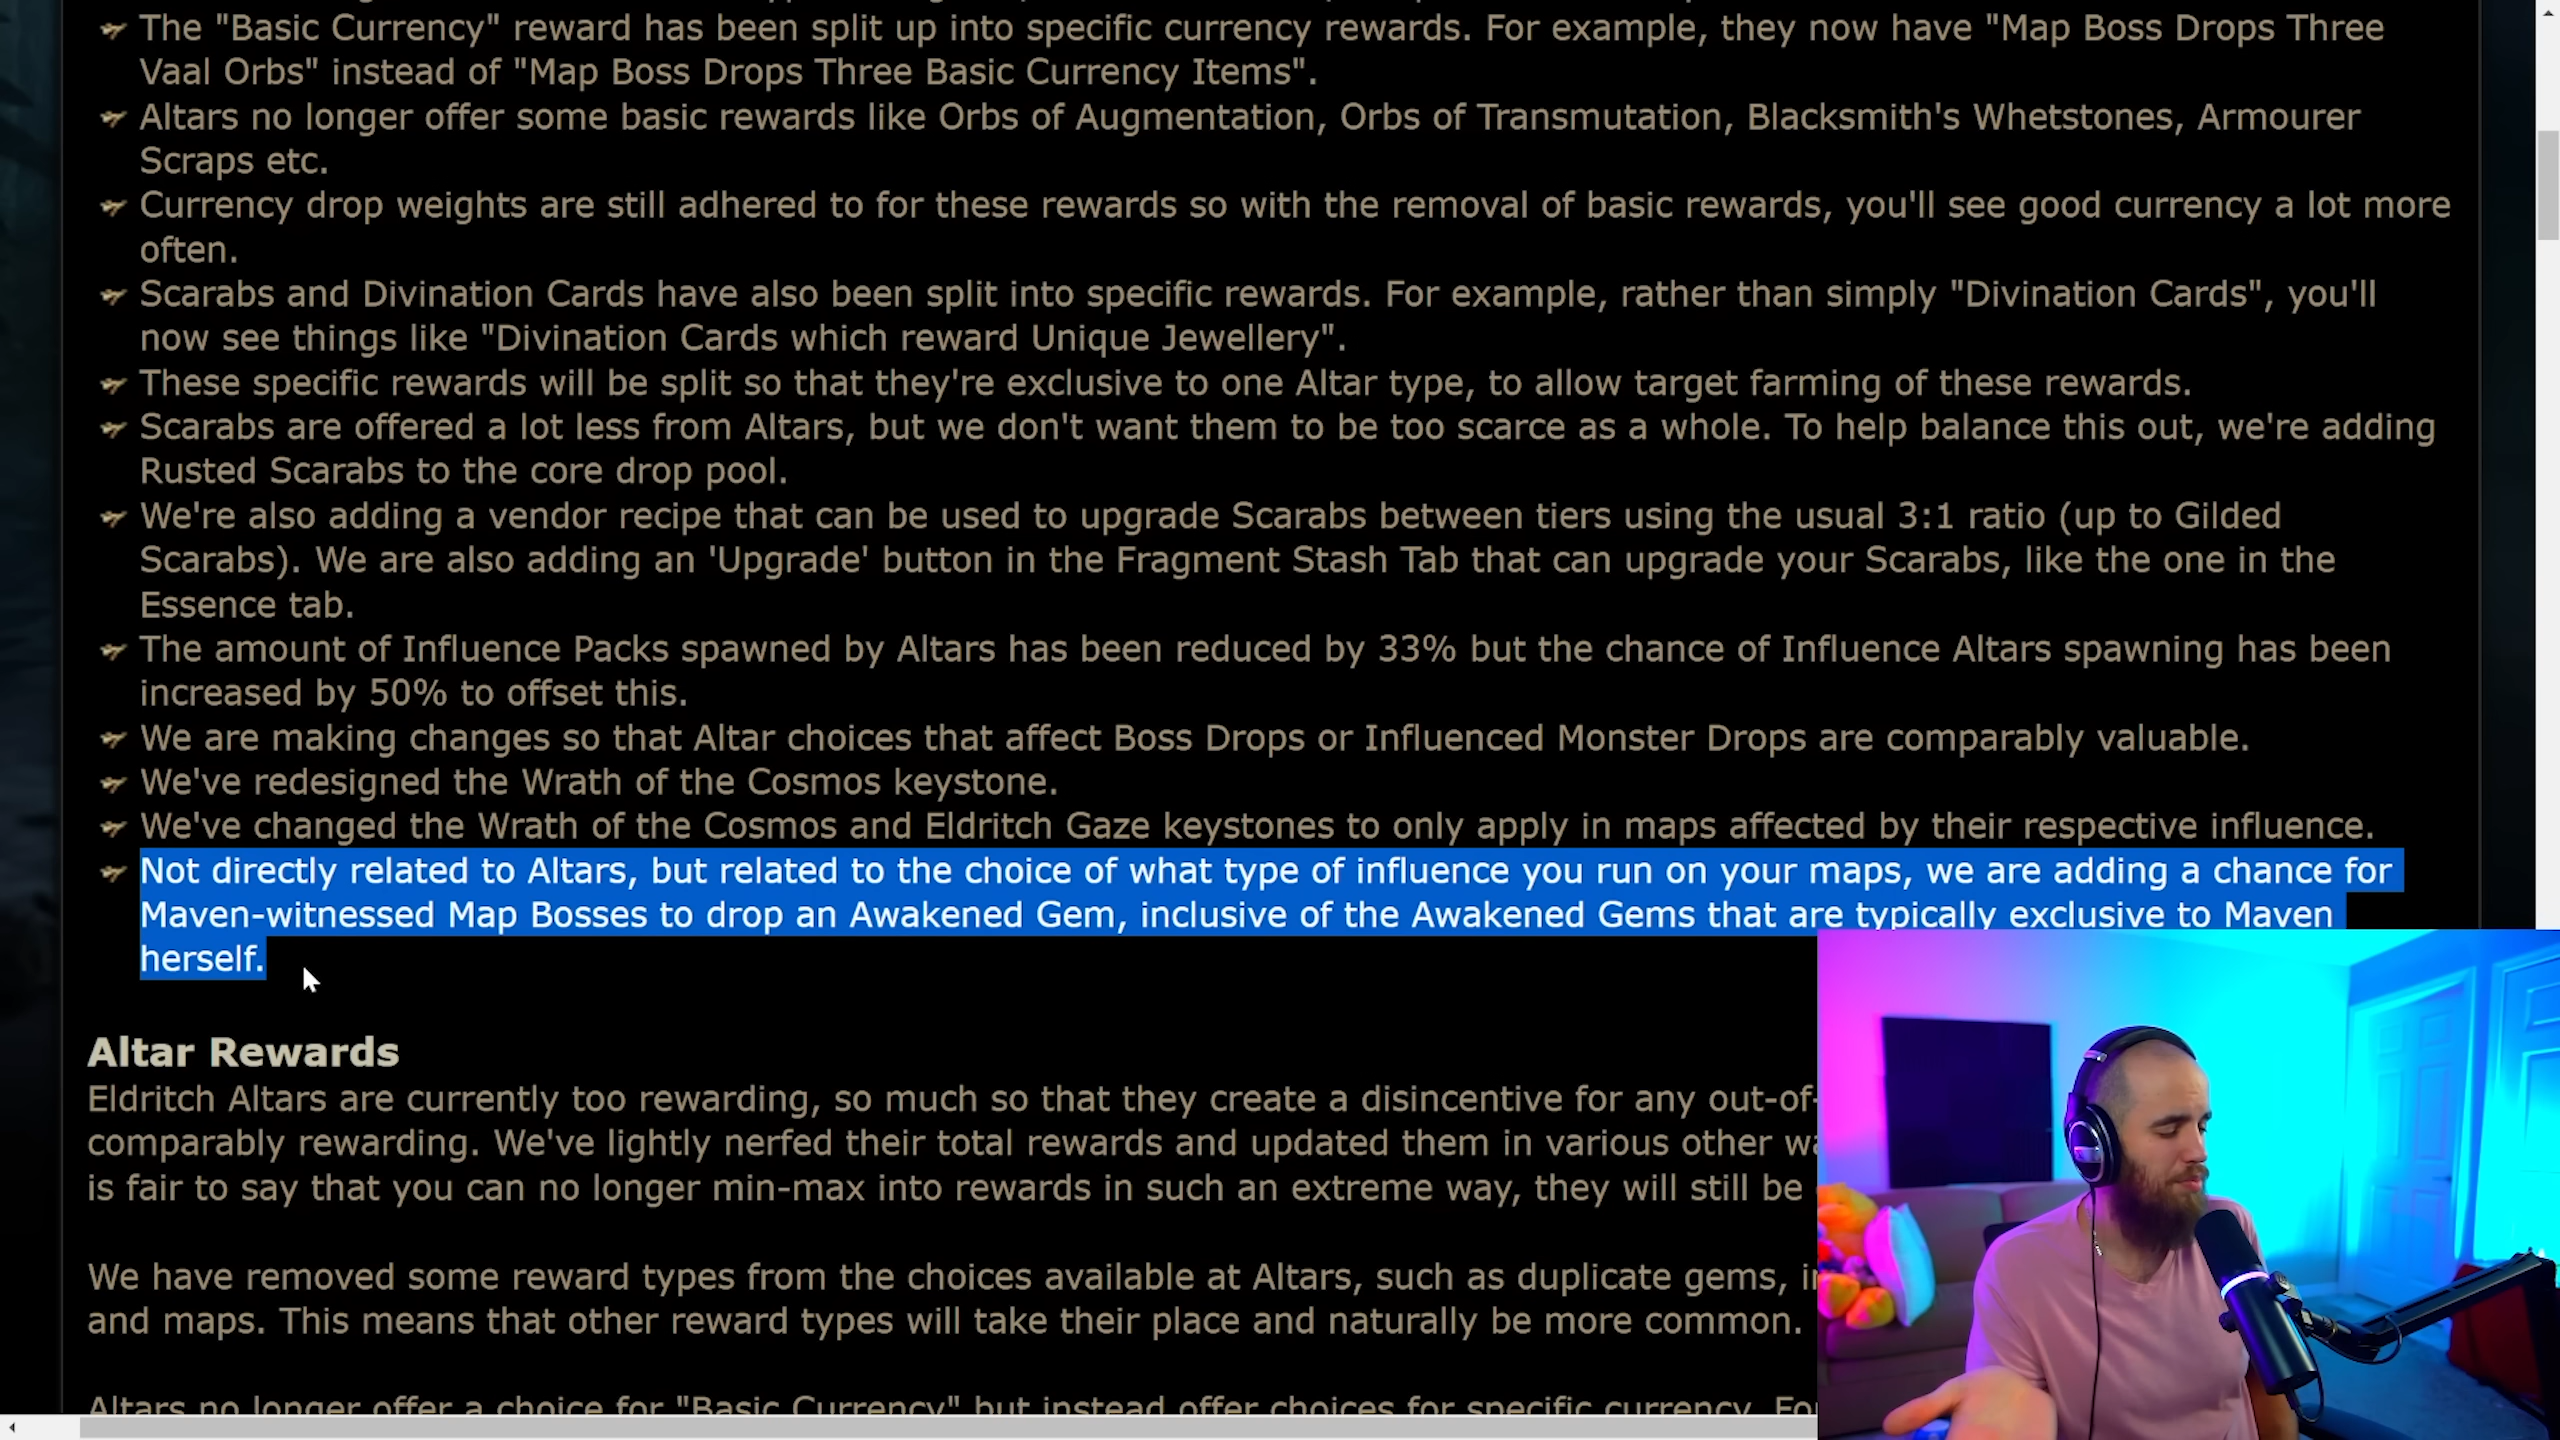 The "Basic Currency" reward has been split up into specific currency rewards. For example, they now have "Map Boss Drops Three
Vaal Orbs" instead of "Map Boss Drops Three Basic Currency Items".
Altars no longer offer some basic rewards like Orbs of Augmentation, Orbs of Transmutation, Blacksmith's Whetstones, Armourer
Scraps etc.
Currency drop weights are still adhered to for these rewards so with the removal of basic rewards, you'll see good currency a lot more
often.
Scarabs and Divination Cards have also been split into specific rewards. For example, rather than simply "Divination Cards", you'll
now see things like "Divination Cards which reward Unique Jewellery".
These specific rewards will be split so that they're exclusive to one Altar type, to allow target farming of these rewards.
Scarabs are offered a lot less from Altars, but we don't want them to be too scarce as a whole. To help balance this out, we're adding
Rusted Scarabs to the core drop pool.
We're also adding a vendor recipe that can be used to upgrade Scarabs between tiers using the usual 3:1 ratio (up to Gilded
Scarabs). We are also adding an 'Upgrade' button in the Fragment Stash Tab that can upgrade your Scarabs, like the one in the
Essence tab.
The amount of Influence Packs spawned by Altars has been reduced by 33% but the chance of Influence Altars spawning has been
increased by 50% to offset this.
We are making changes so that Altar choices that affect Boss Drops or Influenced Monster Drops are comparably valuable.
We've redesigned the Wrath of the Cosmos keystone.
We've changed the Wrath of the Cosmos and Eldritch Gaze keystones to only apply in maps affected by their respective influence.
Not directly related to Altars, but related to the choice of what type of influence you run on your maps, we are adding a chance for
Maven-witnessed Map Bosses to drop an Awakened Gem, inclusive of the Awakened Gems that are typically exclusive to Maven
herself.
Altar Rewards
Eldritch Altars are currently too rewarding, so much so that they create a disincentive for any out-of-
comparably rewarding. We've lightly nerfed their total rewards and updated them in various other
is fair to say that you can no longer min-max into rewards in such an extreme way, they will still be
We have removed some reward types from the choices available at Altars, such as duplicate gems,
and maps. This means that other reward types will take their place and naturally be more common.
Altars no longer offer a choice for "Basic Currency" but instead offer choices for specific currency.